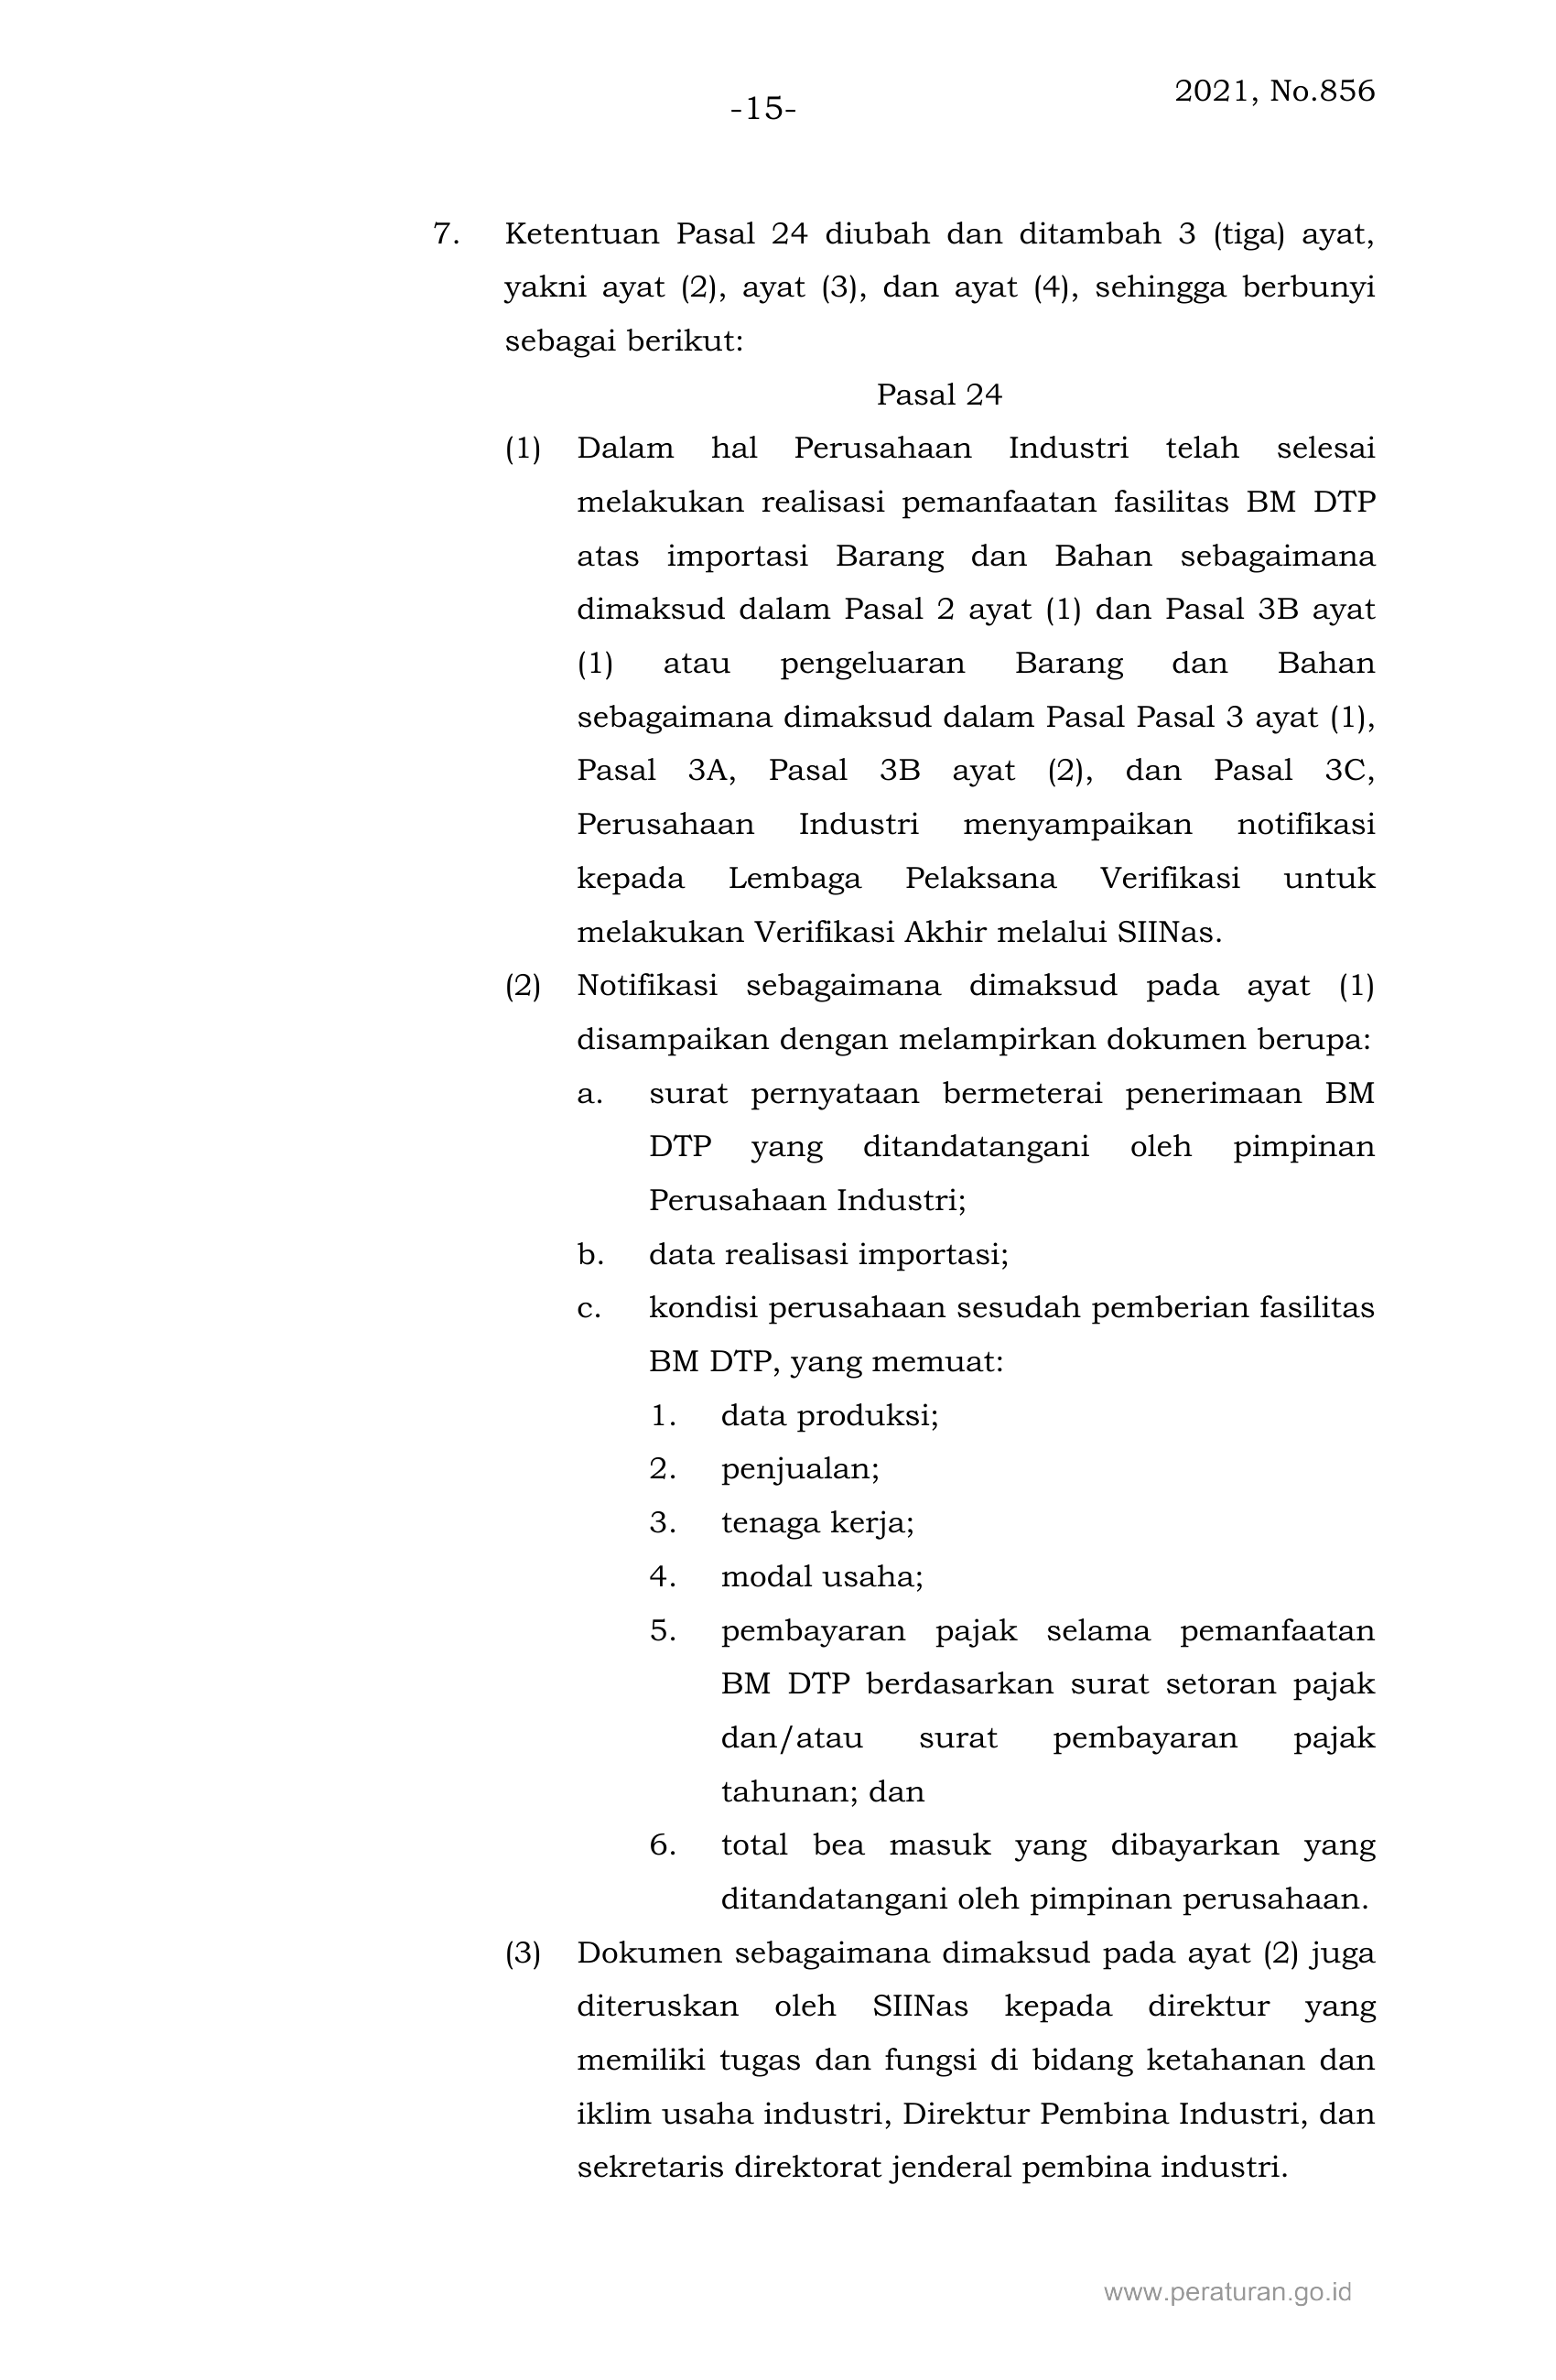 2021, No.856
-15-
7. Ketentuan Pasal 24 diubah dan ditambah 3 (tiga) ayat,
yakni ayat (2), ayat (3), dan ayat (4), sehingga berbunyi
sebagai berikut:
Pasal 24
(1) Dalam hal Perusahaan Industri telah selesai
melakukan realisasi pemanfaatan fasilitas BM DTP
atas importasi Barang dan Bahan sebagaimana
dimaksud dalam Pasal 2 ayat (1) dan Pasal 3B ayat
(1) atau pengeluaran Barang dan Bahan
sebagaimana dimaksud dalam Pasal Pasal 3 ayat (1),
Pasal 3A, Pasal 3B ayat (2), dan Pasal 3C,
Perusahaan Industri menyampaikan notifikasi
kepada Lembaga Pelaksana Verifikasi untuk
melakukan Verifikasi Akhir melalui SIINas.
(2) Notifikasi sebagaimana dimaksud pada ayat (1)
disampaikan dengan melampirkan dokumen berupa:
a. surat pernyataan bermeterai penerimaan BM
DTP yang ditandatangani oleh pimpinan
Perusahaan Industri;
b. data realisasi importasi;
c. kondisi perusahaan sesudah pemberian fasilitas
BM DTP, yang memuat:
1. data produksi;
2. penjualan;
3. tenaga kerja;
4. modal usaha;
5. pembayaran pajak selama pemanfaatan
BM DTP berdasarkan surat setoran pajak
dan/atau surat pembayaran pajak
tahunan; dan
6. total bea masuk yang dibayarkan yang
ditandatangani oleh pimpinan perusahaan.
(3) Dokumen sebagaimana dimaksud pada ayat (2) juga
diteruskan oleh SIINas kepada direktur yang
memiliki tugas dan fungsi di bidang ketahanan dan
iklim usaha industri, Direktur Pembina Industri, dan
sekretaris direktorat jenderal pembina industri.
www.peraturan.go.id